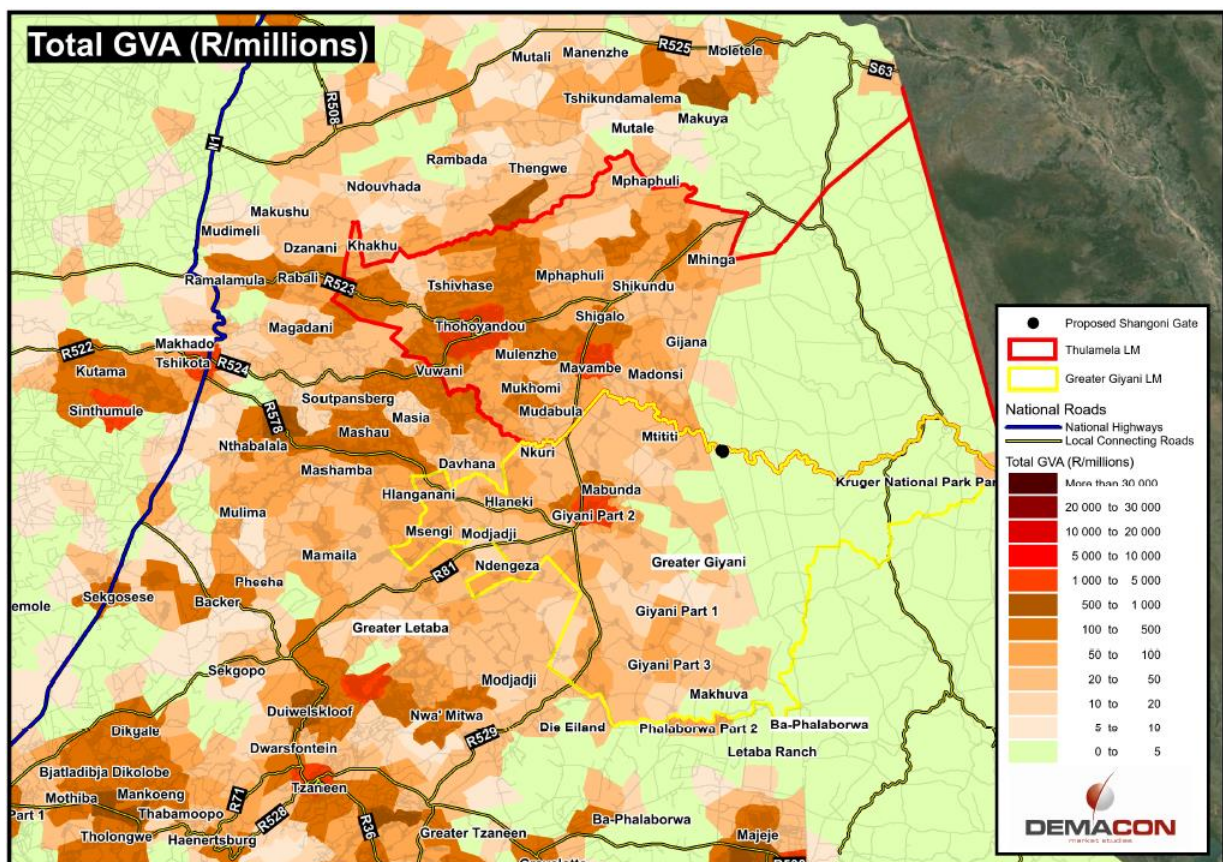 Total GVA (R/millions)
R525
Mutali
Manenzhe
Moletele
S63
R508
N1
Tshikundamalema
Makuya
Mutale
Rambada
Thengwe
Mphaphuli
Ndouvhada
Makushu
Mudimeli
Dzanani
Khakhu
Mhinga
Ramalamula
Rabali
R523
Tshivhase
Mphaphuli
Shikundu
Magadani
Thohoyandou
Shigalo
Makhado
R522
Tshikota
R524
Kutama
Gijana
Mulenzhe
Vuwani
Mavambe
Madonsi
Sinthumule
Soutpansberg
Mukhomi
R578
Masia
Mudabula
Nthabalala
Mashau
Mtititi
Nkuri
Mashamba
Davhana
Kruger National Park Par
Hlanganani
Hlaneki
Mabunda
Mulima
Giyani Part 2
Msengi
Modjadji
Mamaila
Ndengeza
Greater Giyani
R81
Pheeha
Sekgosese
Backer
emole
Giyani Part 1
Greater Letaba
Sekgopo
Giyani Part 3
Modjadji
Makhuva
Duiwelskloof
Nwa' Mitwa
Die Eiland
Phalaborwa Part 2
Ba-Phalaborwa
Dikgale
R529
Dwarsfontein
Letaba Ranch
Bjatladibja Dikolobe
Tzaneen
Mothiba
Mankoeng
R71
Part 1
Thabamoopo
R528
R36
Ba-Phalaborwa
Tholongwe
Haenertsburg
Greater Tzaneen
Majeje
Proposed Shangoni Gate
Thulamela LM
Greater Giyani LM
National Roads
National Highways
Local Connecting Roads
Total GVA (R/millions)
More than 30 000
20 000 to 30 000
10 000 to 20 000
5 000 to 10 000
1 000 to 5 000
500 to 1 000
100 to 500
50 to 100
20 to 50
10 to 20
5 to 10
0 to 5
DEMACON
market studies